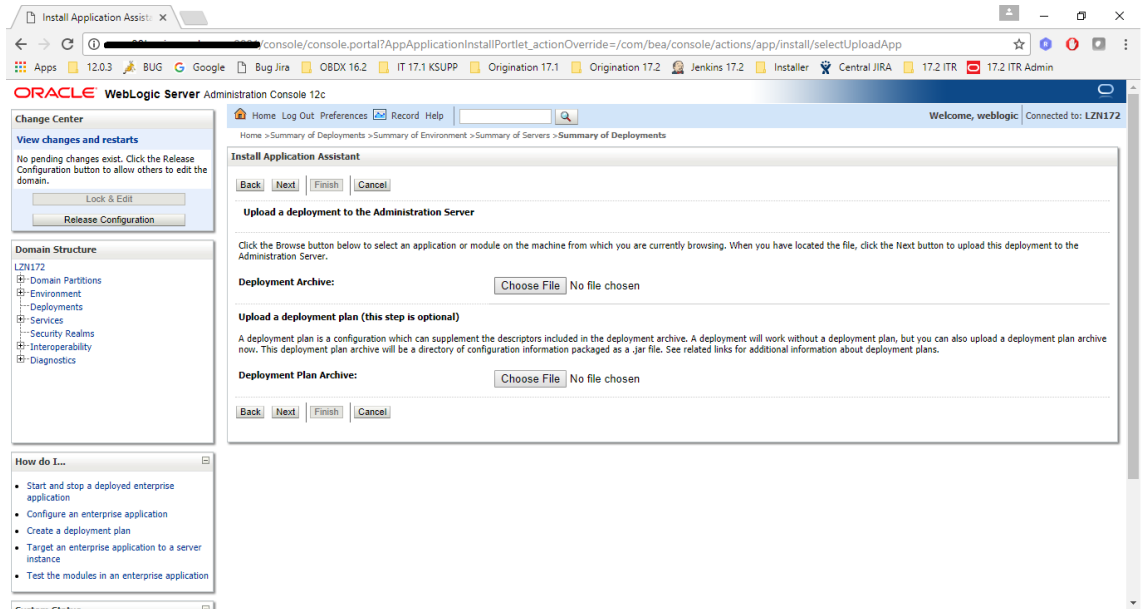 Install Application Assista
/console/console.portal?AppApplicationInstallPortlet_actionOverride=/com/bea/console/actions/app/install/selectUploadApp
Apps 12.0.3 BUG Google Bug Jira OBDX 16.2 IT 17.1 KSUPP Origination 17.1 Origination 17.2 Jenkins 17.2 Installer Central JIRA 17.2 ITR 17.2 ITR Admin
ORACLE WebLogic Server Administration Console 12c
Change Center
View changes and restarts
No pending changes exist. Click the Release
Configuration button to allow others to edit the
domain.
Lock & Edit
Release Configuration
Domain Structure
LZN172
Domain Partitions
Environment
Deployments
Services
Security Realms
Interoperability
Diagnostics
How do I...
Start and stop a deployed enterprise
application
Configure an enterprise application
Create a deployment plan
Target an enterprise application to a server
instance
Test the modules in an enterprise application
Home Log Out Preferences Record Help
Welcome, weblogic Connected to: LZN172
Home >Summary of Deployments >Summary of Environment >Summary of Servers >Summary of Deployments
Install Application Assistant
Back Next Finish Cancel
Upload a deployment to the Administration Server
Click the Browse button below to select an application or module on the machine from which you are currently browsing. When you have located the file, click the Next button to upload this deployment to the
Administration Server.
Deployment Archive: Choose File No file chosen
Upload a deployment plan (this step is optional)
A deployment plan is a configuration which can supplement the descriptors included in the deployment archive. A deployment will work without a deployment plan, but you can also upload a deployment plan archive
now. This deployment plan archive will be a directory of configuration information packaged as a .jar file. See related links for additional information about deployment plans.
Deployment Plan Archive: Choose File No file chosen
Back Next Finish Cancel